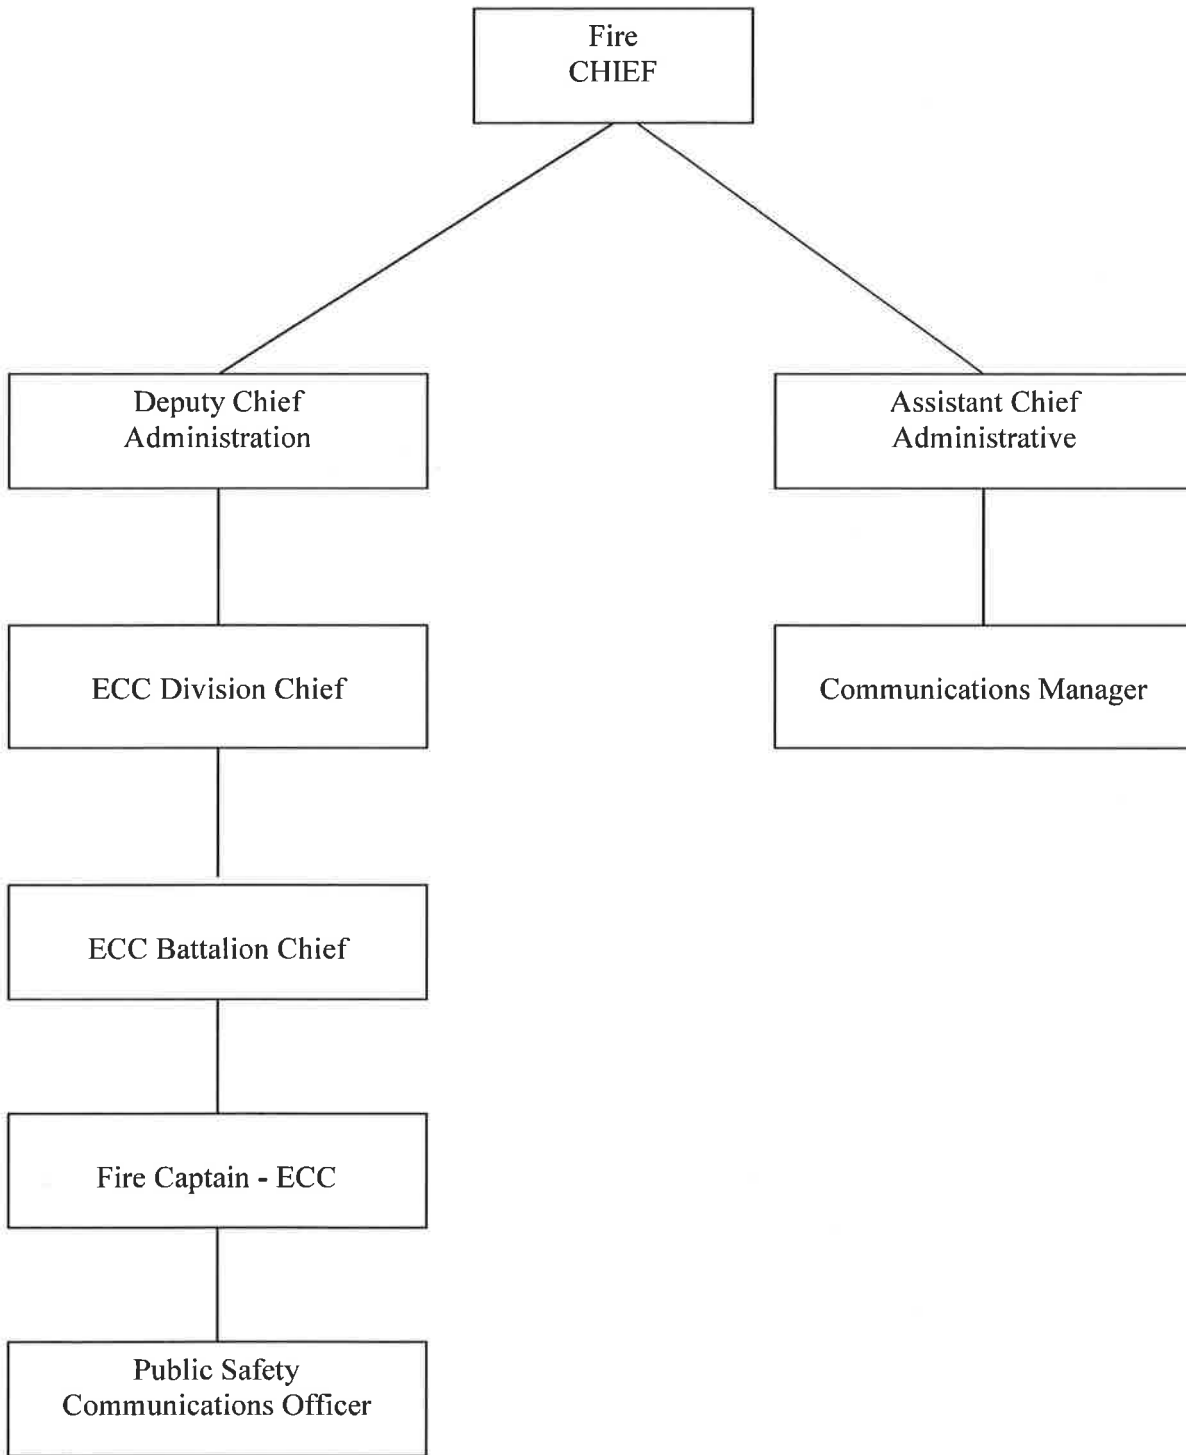 Fire
CHIEF
Deputy Chief
Administration
Assistant Chief
Administrative
ECC Division Chief
Communications Manager
ECC Battalion Chief
Fire Captain - ECC
Public Safety
Communications Officer